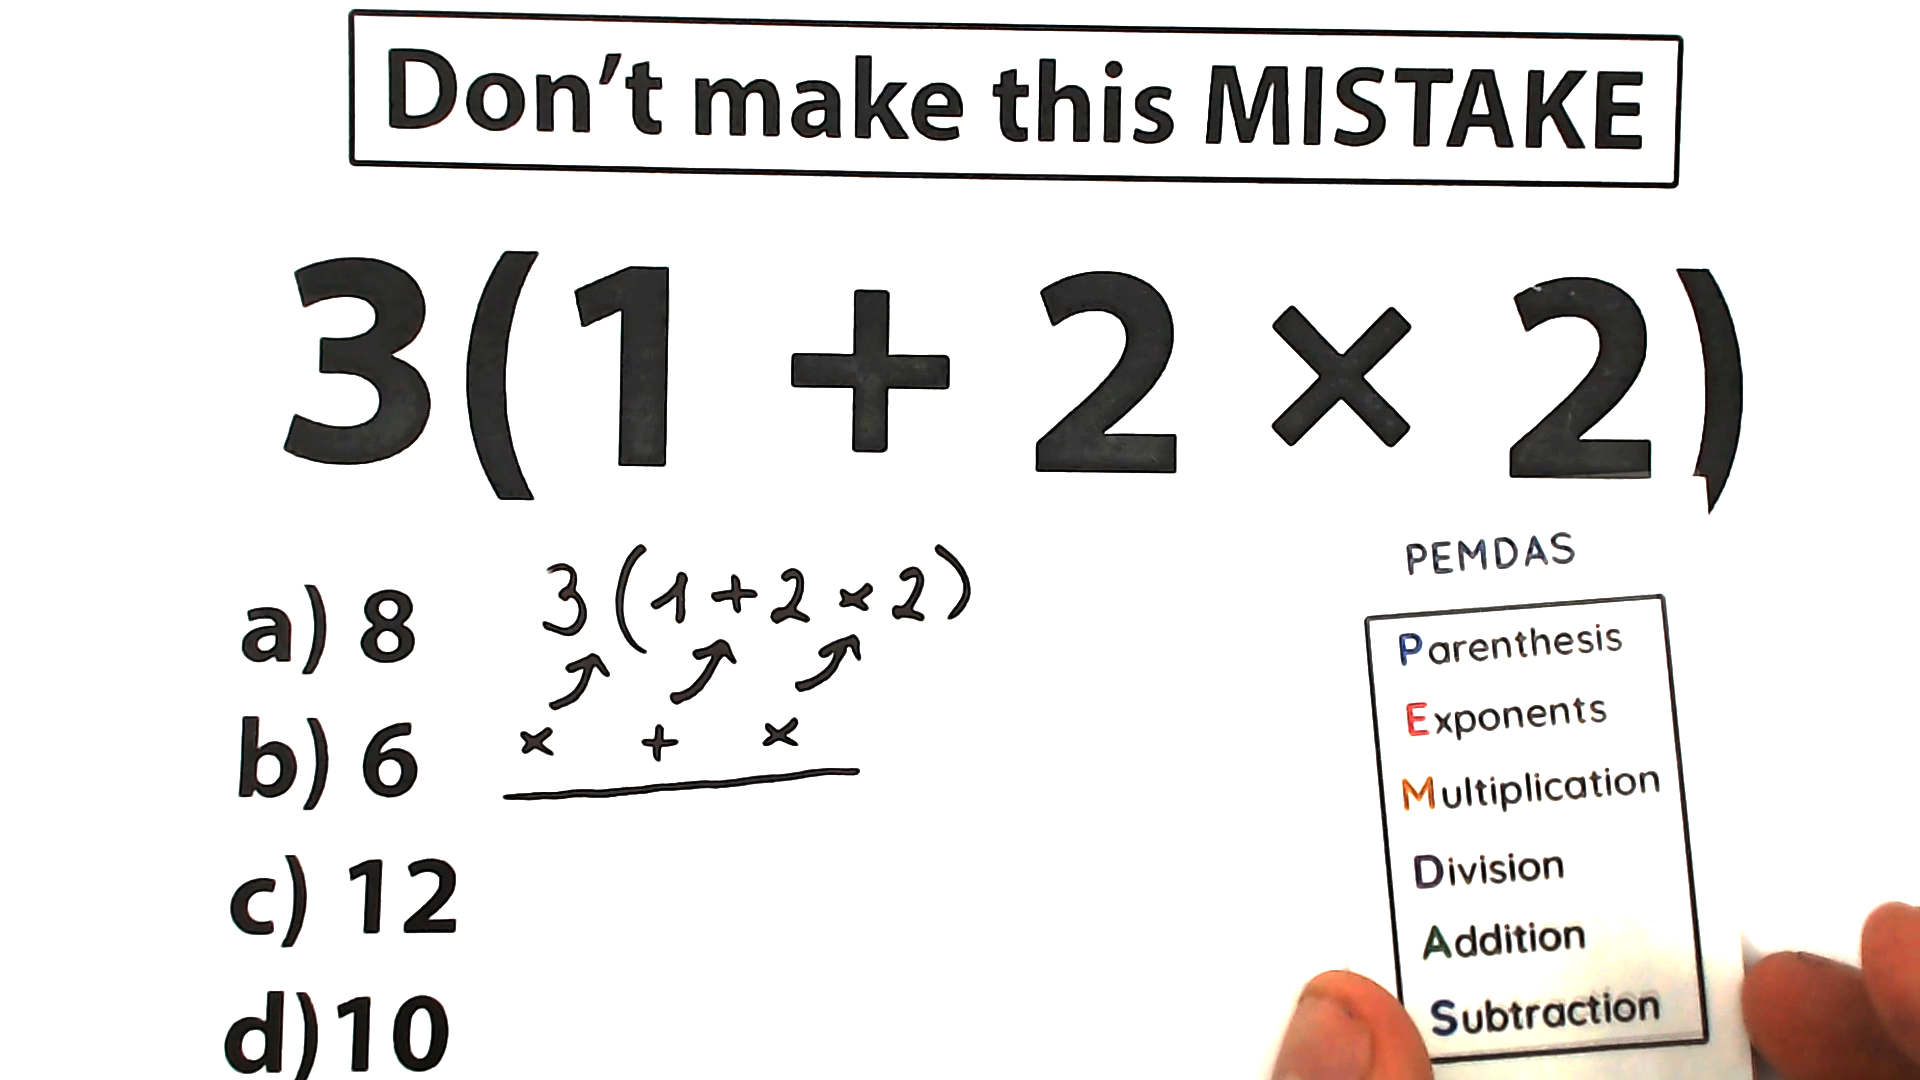 Don't make this MISTAKE
3(1 + 2 × 2)
a) 8
b) 6
c) 12
d) 10
3(1+2×2)
× + ×
PEMDAS
Parenthesis
Exponents
Multiplication
Division
Addition
Subtraction